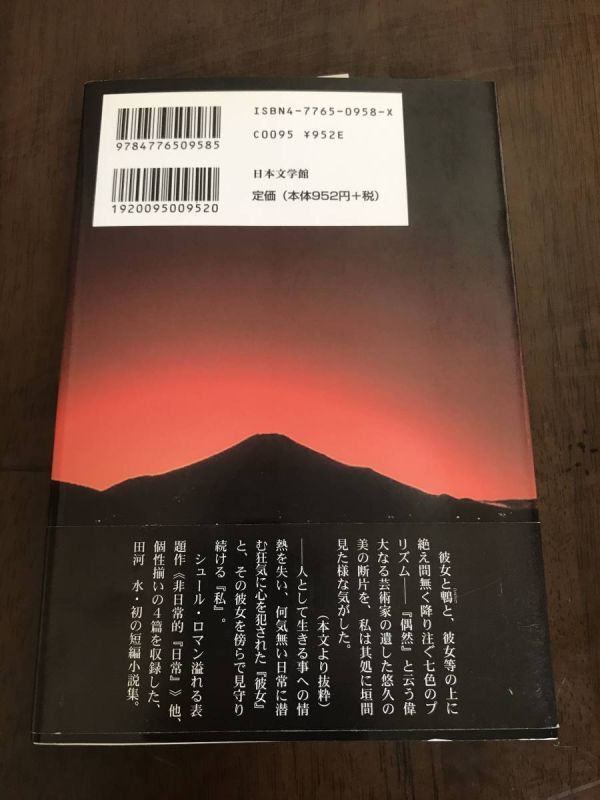 ISBN4-7765-0958-X
C0095 ¥952E
9784776509585
日本文学館
定価(本体952円+税)
1920095009520
彼女と鴨と、彼女等の上に
絶え間無く降り注ぐ七色のプ
リズム――『偶然』と云う偉
大なる芸術家の遺した悠久の
美の断片を、私は其処に垣間
見た様な気がした。
(本文より抜粋)
――人として生きる事への情
熱を失い、何気無い日常に潜
む狂気に心を犯された『彼女』
と、その彼女を傍らで見守り
続ける『私』。
シュール・ロマン溢れる表
題作《非日常的『日常』》他、
個性揃いの4篇を収録した、
田河 水・初の短編小説集。